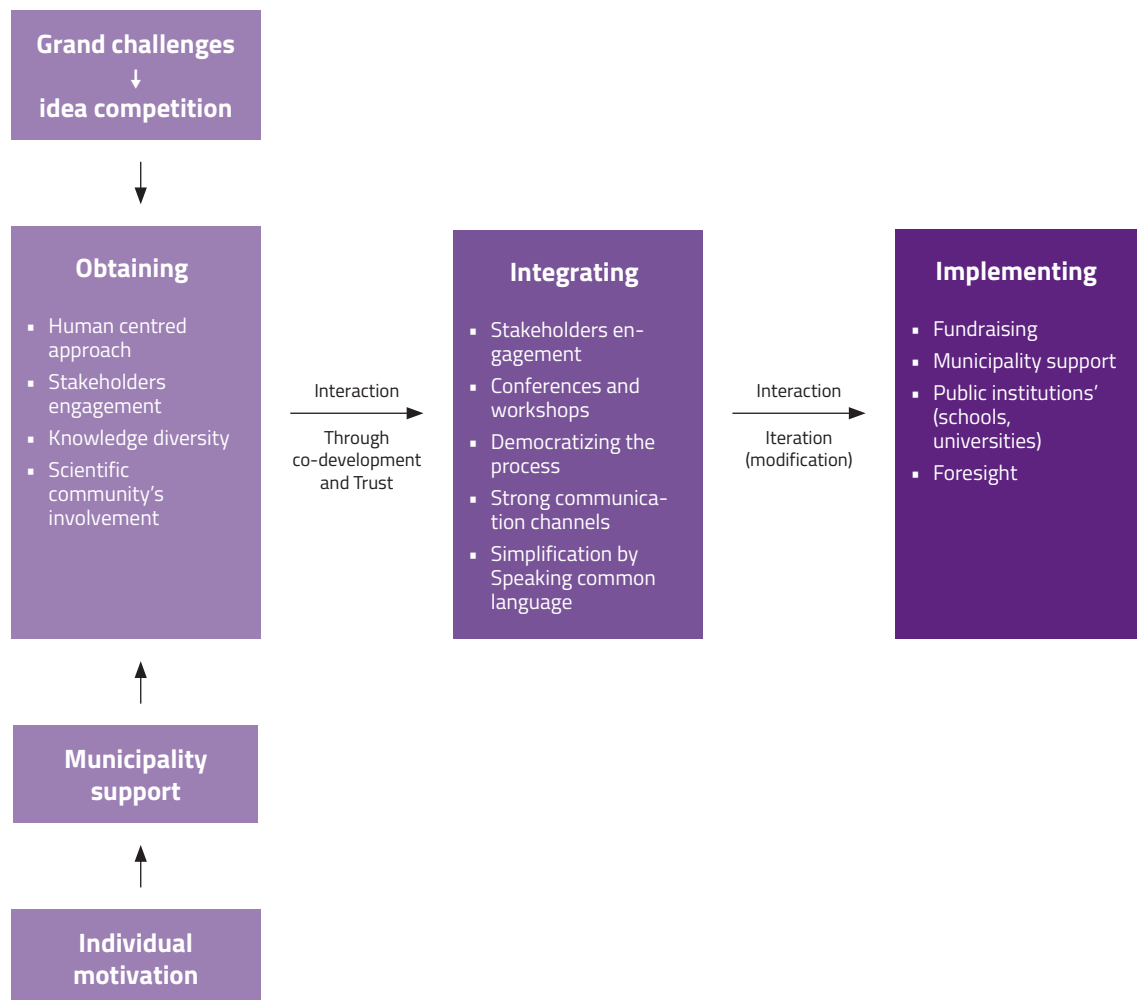 Grand challenges
↓
idea competition
Obtaining
▪ Human centred
approach
▪ Stakeholders
engagement
▪ Knowledge diversity
▪ Scientific
community’s
involvement
Interaction
Through
co-development
and Trust
Integrating
▪ Stakeholders en-
gagement
▪ Conferences and
workshops
▪ Democratizing the
process
▪ Strong communica-
tion channels
▪ Simplification by
Speaking common
language
Interaction
Iteration
(modification)
Implementing
▪ Fundraising
▪ Municipality support
▪ Public institutions’
(schools,
universities)
▪ Foresight
Municipality
support
Individual
motivation